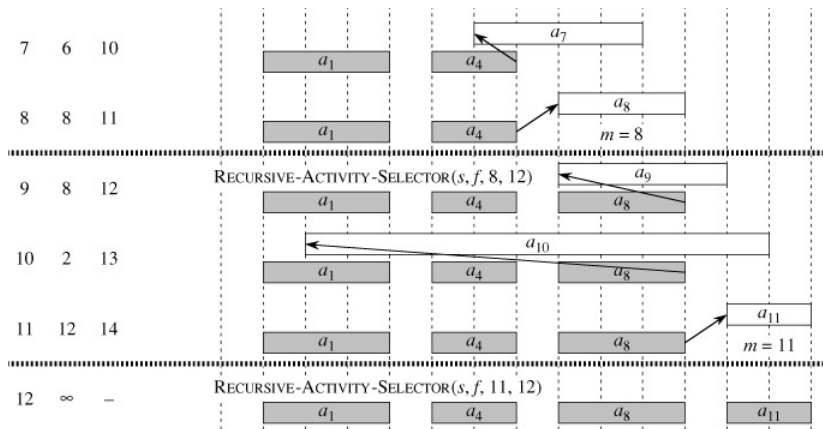 a7
7 6 10
a1 a4
a8
8 8 11 a1 a4 m = 8
RECURSIVE-ACTIVITY-SELECTOR(s, f, 8, 12) a9
9 8 12
a1 a4 a8
a10
10 2 13
a1 a4 a8
a11
11 12 14
a1 a4 a8 m = 11
RECURSIVE-ACTIVITY-SELECTOR(s, f, 11, 12)
12 ∞ –
a1 a4 a8 a11